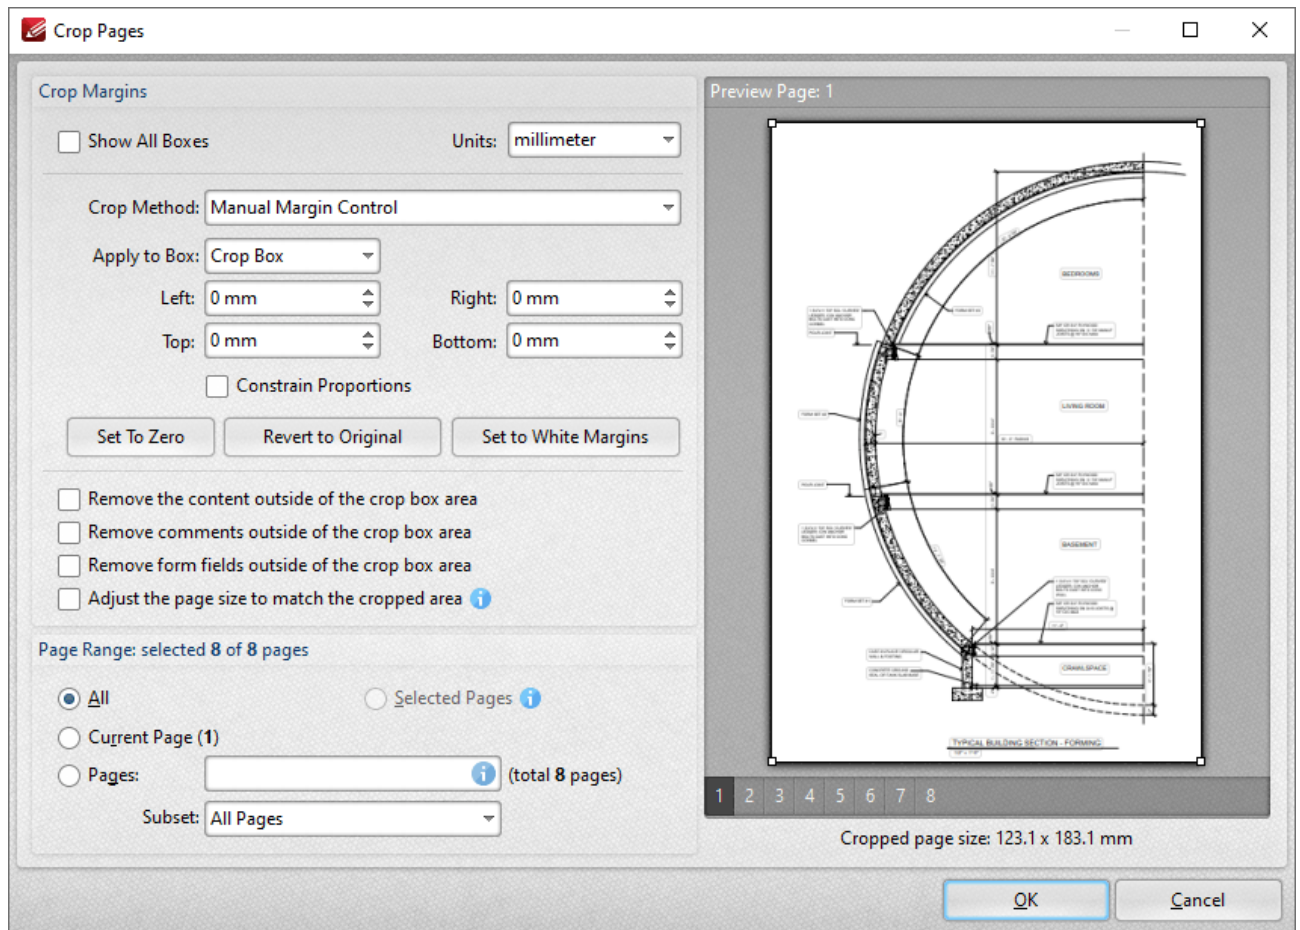 Crop Pages
Crop Margins
Show All Boxes
Units: millimeter
Crop Method: Manual Margin Control
Apply to Box: Crop Box
Left: 0 mm Right: 0 mm
Top: 0 mm Bottom: 0 mm
Constrain Proportions
Set To Zero Revert to Original Set to White Margins
Remove the content outside of the crop box area
Remove comments outside of the crop box area
Remove form fields outside of the crop box area
Adjust the page size to match the cropped area
Page Range: selected 8 of 8 pages
All Selected Pages
Current Page (1)
Pages: (total 8 pages)
Subset: All Pages
Preview Page: 1
BEDROOMS
LIVING ROOM
BASEMENT
CRAWLSPACE
TYPICAL BUILDING SECTION - FORMING
1 2 3 4 5 6 7 8
Cropped page size: 123.1 x 183.1 mm
OK Cancel